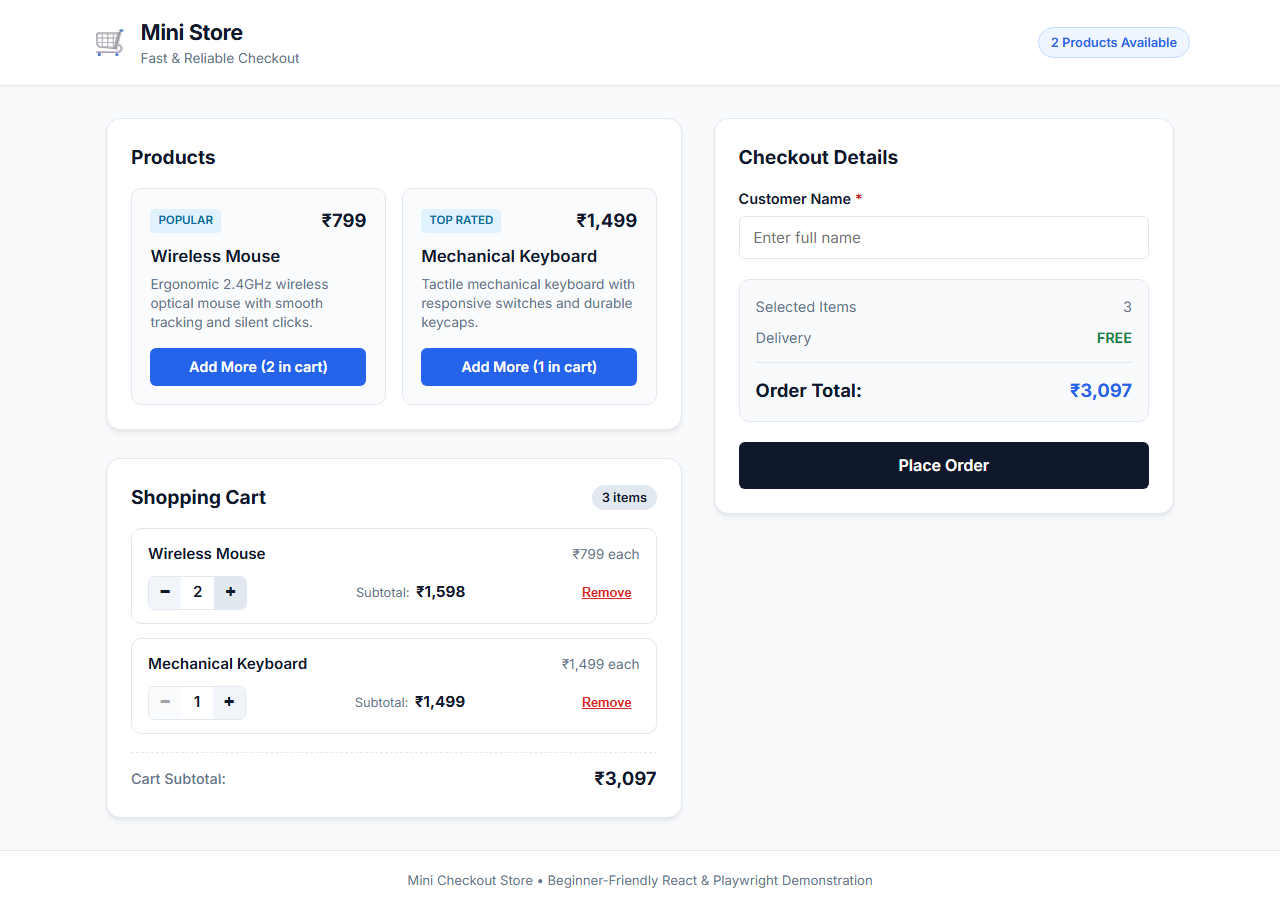 Mini Store
Fast & Reliable Checkout
2 Products Available
Products
POPULAR
₹799
Wireless Mouse
Ergonomic 2.4GHz wireless
optical mouse with smooth
tracking and silent clicks.
Add More (2 in cart)
TOP RATED
₹1,499
Mechanical Keyboard
Tactile mechanical keyboard with
responsive switches and durable
keycaps.
Add More (1 in cart)
Shopping Cart
3 items
Wireless Mouse
₹799 each
− 2 +
Subtotal: ₹1,598
Remove
Mechanical Keyboard
₹1,499 each
− 1 +
Subtotal: ₹1,499
Remove
Cart Subtotal:
₹3,097
Checkout Details
Customer Name *
Enter full name
Selected Items
3
Delivery
FREE
Order Total:
₹3,097
Place Order
Mini Checkout Store • Beginner-Friendly React & Playwright Demonstration